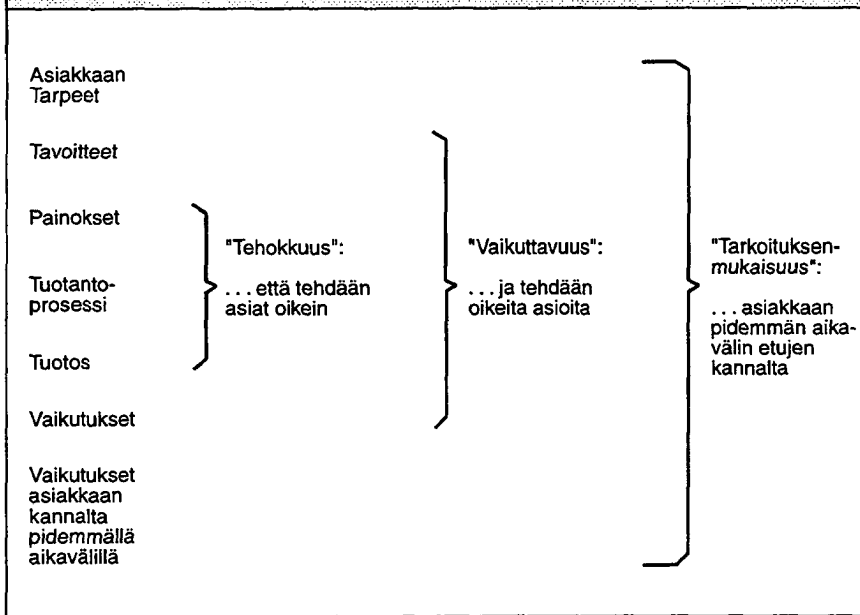 Asiakkaan
Tarpeet
Tavoitteet
Painokset
Tuotanto-
prosessi
Tuotos
Vaikutukset
Vaikutukset
asiakkaan
kannalta
pidemmällä
aikavälillä
"Tehokkuus":
...että tehdään
asiat oikein
"Vaikuttavuus":
...ja tehdään
oikeita asioita
"Tarkoituksen-
mukaisuus":
...asiakkaan
pidemmän aika-
välin etujen
kannalta